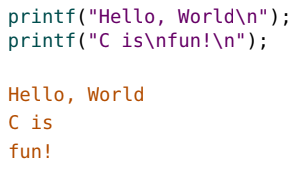 printf("Hello, World\n");
printf("C is\nfun!\n");
Hello, World
C is
fun!